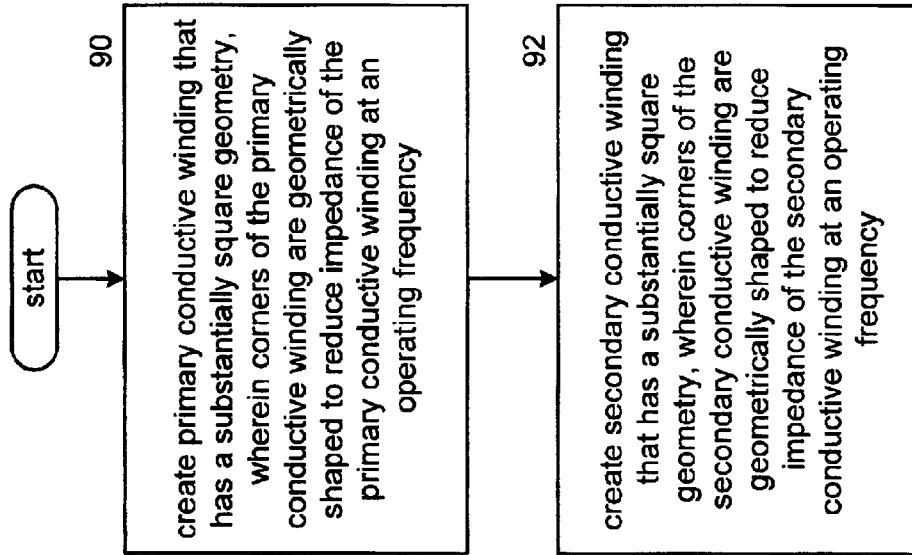 start
90
create primary conductive winding that
has a substantially square geometry,
wherein corners of the primary
conductive winding are geometrically
shaped to reduce impedance of the
primary conductive winding at an
operating frequency
92
create secondary conductive winding
that has a substantially square
geometry, wherein corners of the
secondary conductive winding are
geometrically shaped to reduce
impedance of the secondary
conductive winding at an operating
frequency